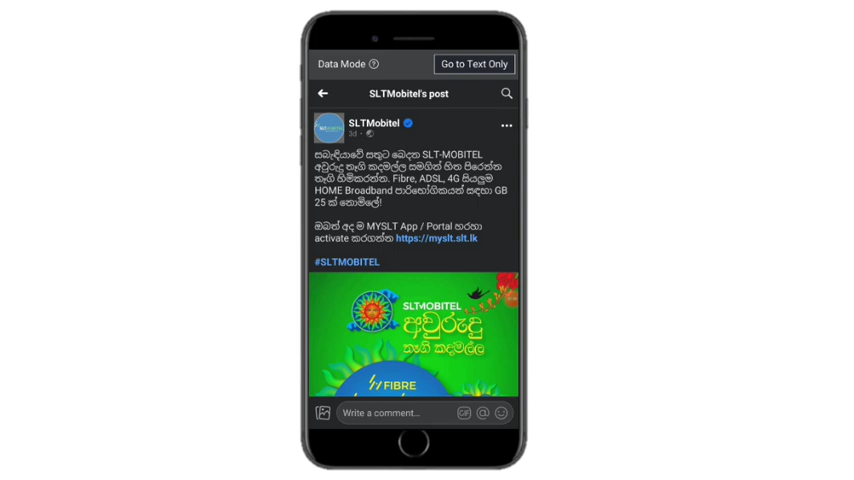 Data Mode
Go to Text Only
SLTMobitel's post
SLTMobitel
3d
සබැඳියාවේ සතුට බෙදන SLT-MOBITEL
අවුරුදු තෑගි කදමල්ල සමගින් හිත පිරෙන්න
තෑගි හිමිකරන්න. Fibre, ADSL, 4G සියලුම
HOME Broadband පාරිභෝගිකයන් සඳහා GB
25 ක් නොමිලේ!
ඔබත් අද ම MYSLT App / Portal හරහා
activate කරගන්න https://myslt.slt.lk
#SLTMOBITEL
SLTMOBITEL
අවුරුදු
තෑගි කදමල්ල
FIBRE
Write a comment...
GIF